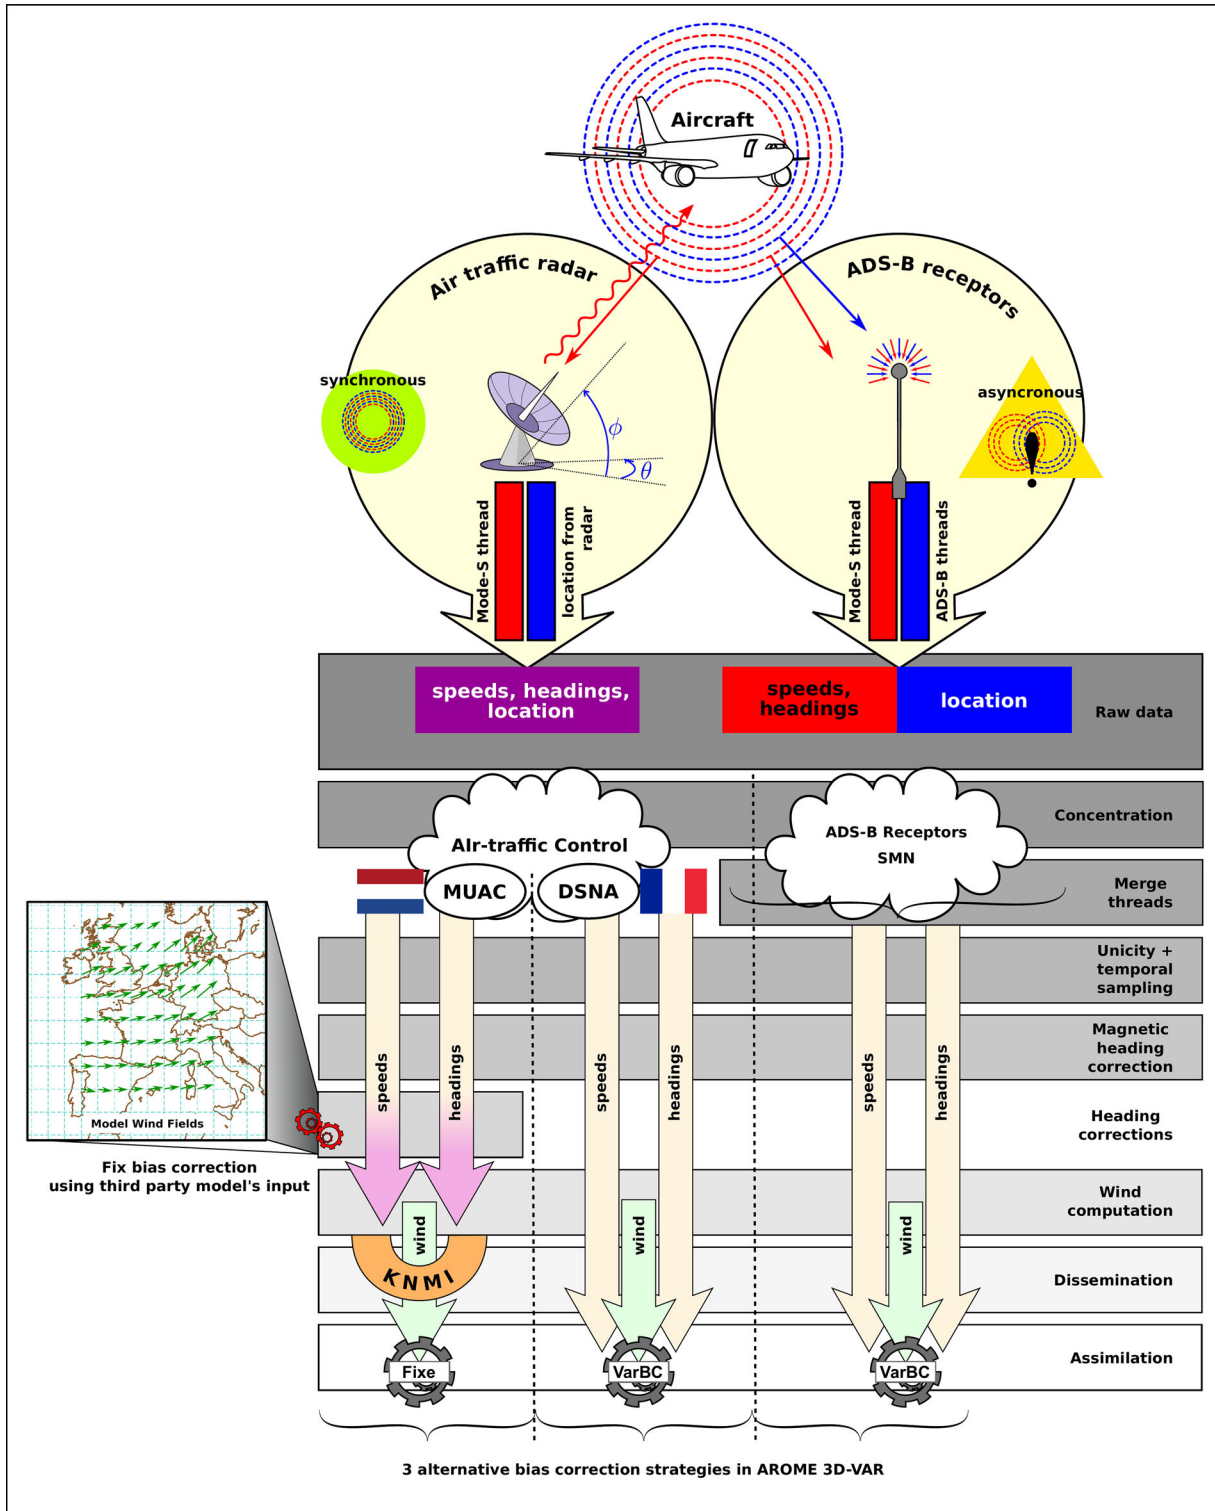 Aircraft
Air traffic radar
ADS-B receptors
synchronous
asyncronous
ϕ
θ
Mode-S thread
location from
radar
Mode-S thread
ADS-B threads
speeds, headings,
location
speeds,
headings
location
Raw data
Concentration
AIr-traffic Control
ADS-B Receptors
SMN
MUAC
DSNA
Merge
threads
Unicity +
temporal
sampling
Magnetic
heading
correction
speeds
headings
speeds
headings
speeds
headings
Model Wind Fields
Heading
corrections
Fix bias correction
using third party model's input
Wind
computation
wind
wind
wind
KNMI
Dissemination
Fixe
VarBC
VarBC
Assimilation
3 alternative bias correction strategies in AROME 3D-VAR